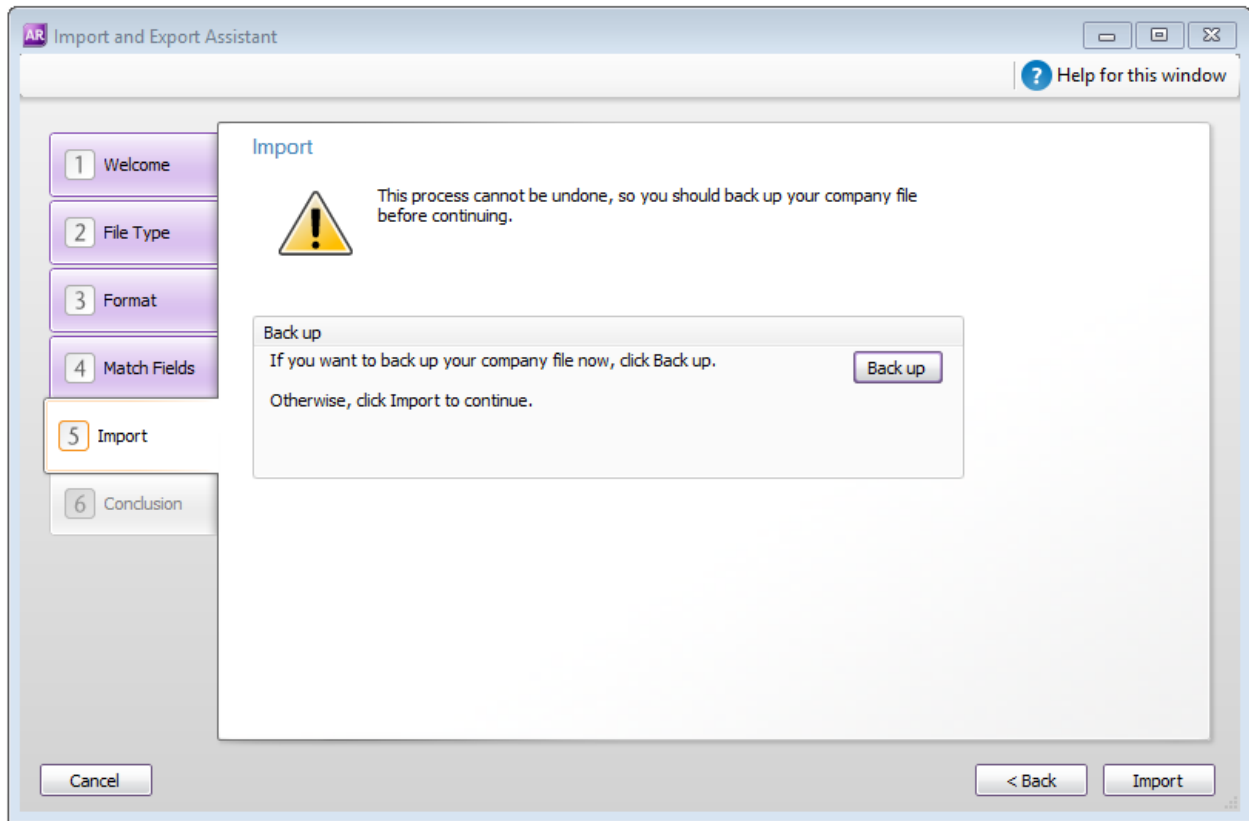 AR Import and Export Assistant
? Help for this window
1 Welcome
2 File Type
3 Format
4 Match Fields
5 Import
6 Conclusion
Import
This process cannot be undone, so you should back up your company file
before continuing.
Back up
If you want to back up your company file now, click Back up.
Back up
Otherwise, click Import to continue.
Cancel
< Back
Import